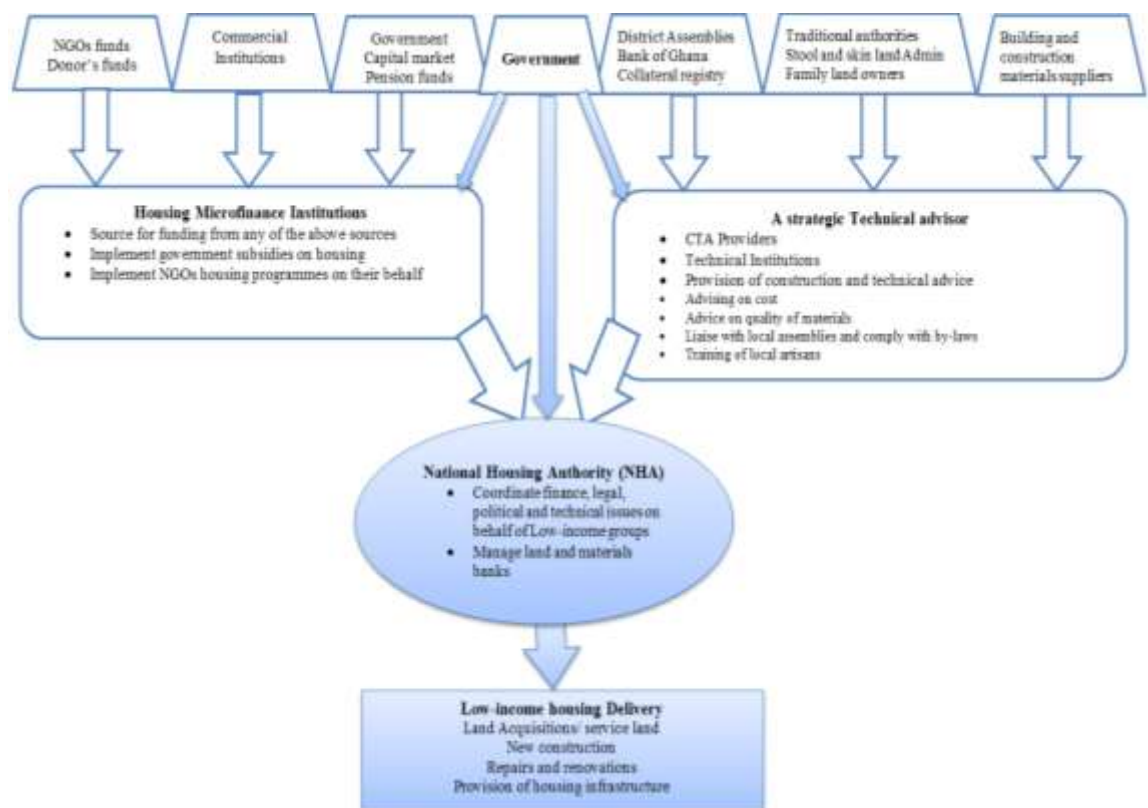 NGOs funds
Donor's funds
Commercial
Institutions
Government
Capital market
Pension funds
Government
District Assemblies
Bank of Ghana
Collateral registry
Traditional authorities
Stool and skin land Admin
Family land owners
Building and
construction
materials suppliers
Housing Microfinance Institutions
• Source for funding from any of the above sources
• Implement government subsidies on housing
• Implement NGOs housing programmes on their behalf
A strategic Technical advisor
• CTA Providers
• Technical Institutions
• Provision of construction and technical advice
• Advising on cost
• Advice on quality of materials
• Liaise with local assemblies and comply with by-laws
• Training of local artisans
National Housing Authority (NHA)
• Coordinate finance, legal,
political and technical issues on
behalf of Low-income groups
• Manage land and materials
banks
Low-income housing Delivery
Land Acquisitions/ service land
New construction
Repairs and renovations
Provision of housing infrastructure